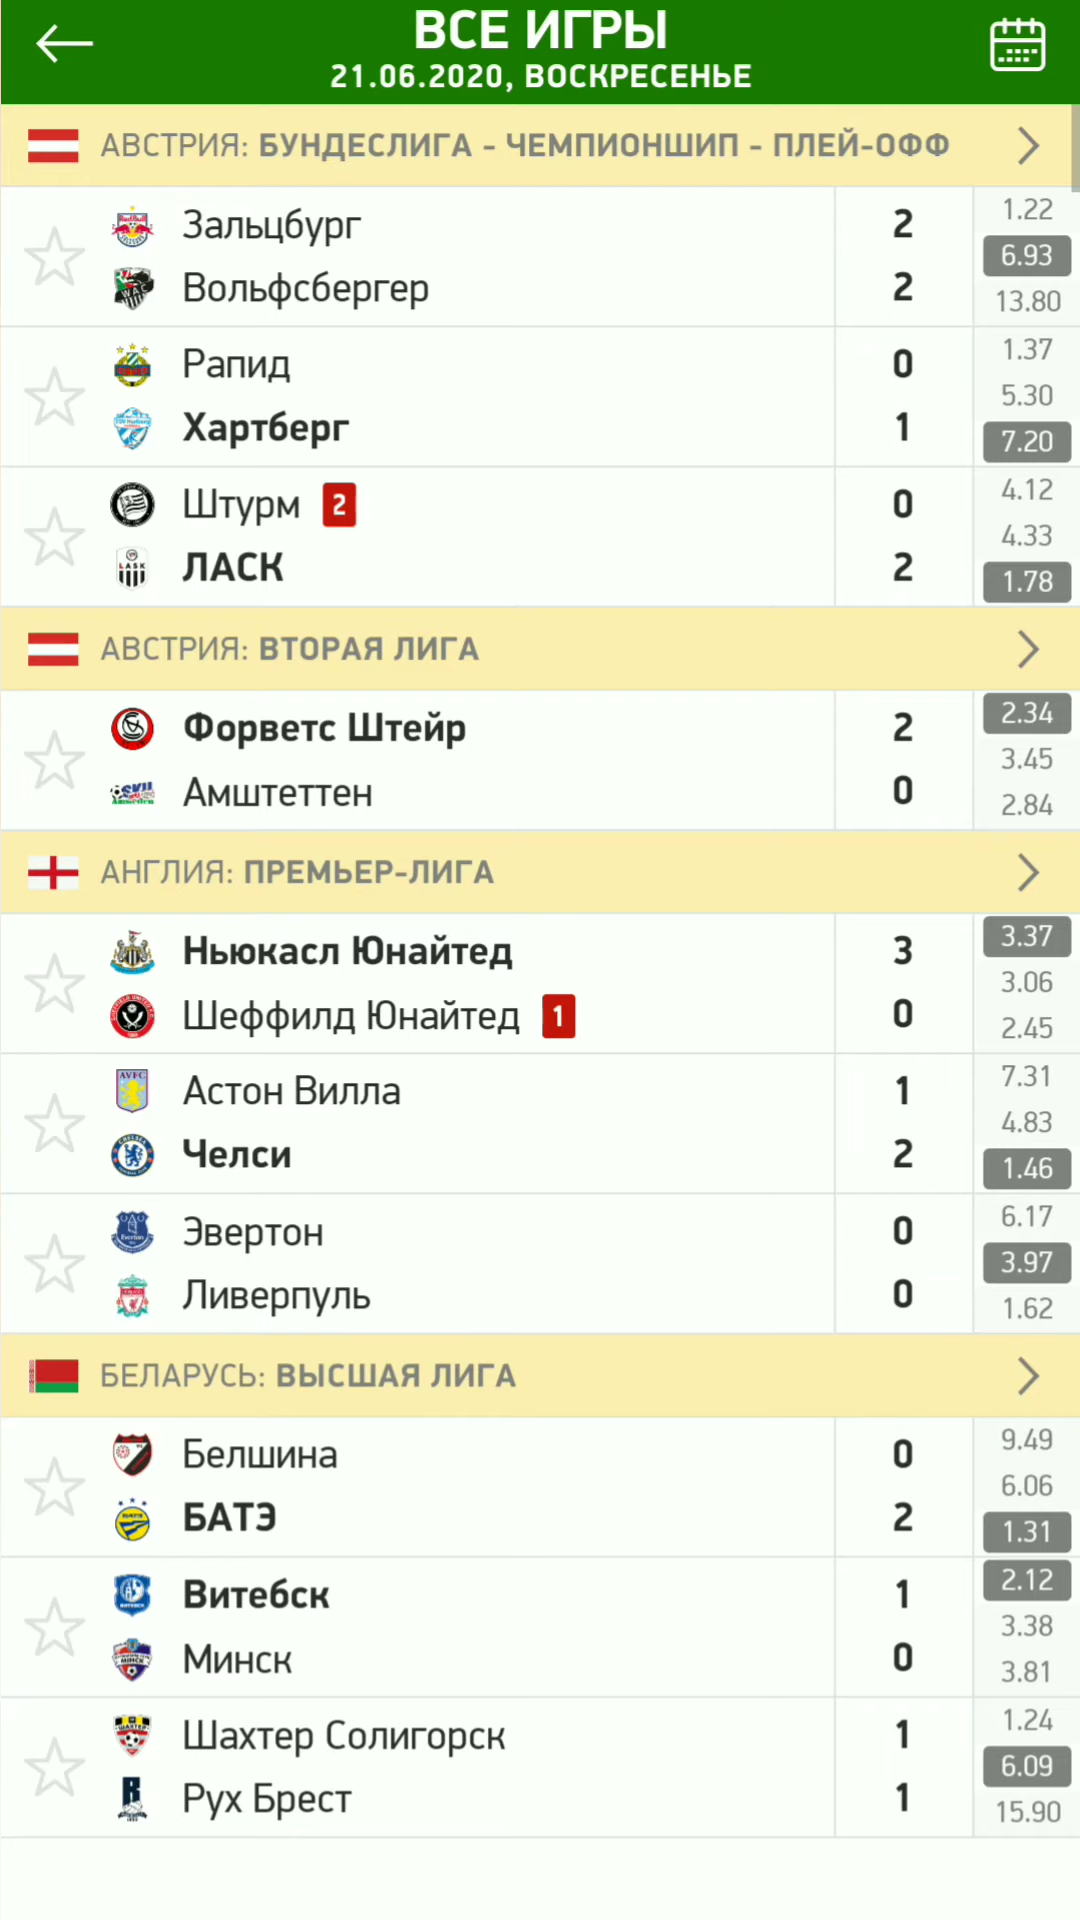 ВСЕ ИГРЫ
21.06.2020, ВОСКРЕСЕНЬЕ
АВСТРИЯ: БУНДЕСЛИГА - ЧЕМПИОНШИП - ПЛЕЙ-ОФФ
Зальцбург 2 1.22
6.93
Вольфсбергер 2 13.80
Рапид 0 1.37
5.30
Хартберг 1 7.20
Штурм 2 0 4.12
4.33
ЛАСК 2 1.78
АВСТРИЯ: ВТОРАЯ ЛИГА
Форветс Штейр 2 2.34
3.45
Амштеттен 0 2.84
АНГЛИЯ: ПРЕМЬЕР-ЛИГА
Ньюкасл Юнайтед 3 3.37
3.06
Шеффилд Юнайтед 1 0 2.45
Астон Вилла 1 7.31
4.83
Челси 2 1.46
Эвертон 0 6.17
3.97
Ливерпуль 0 1.62
БЕЛАРУСЬ: ВЫСШАЯ ЛИГА
Белшина 0 9.49
6.06
БАТЭ 2 1.31
Витебск 1 2.12
3.38
Минск 0 3.81
Шахтер Солигорск 1 1.24
6.09
Рух Брест 1 15.90